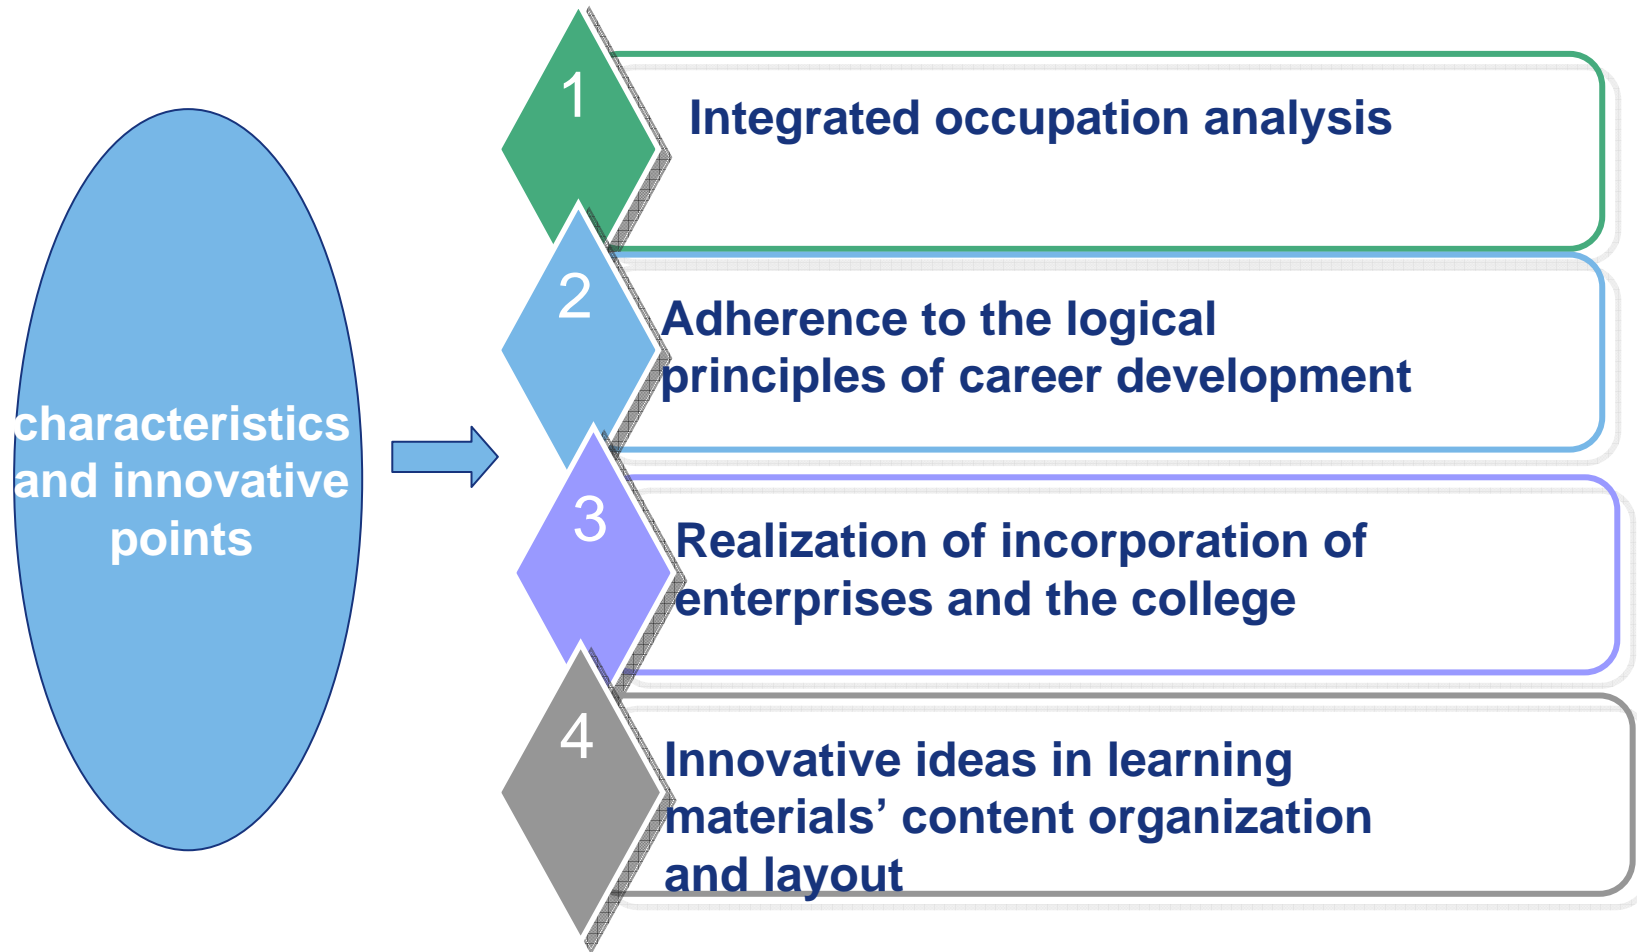 characteristics
and innovative
points
1
Integrated occupation analysis
2
Adherence to the logical
principles of career development
3
Realization of incorporation of
enterprises and the college
4
Innovative ideas in learning
materials’ content organization
and layout